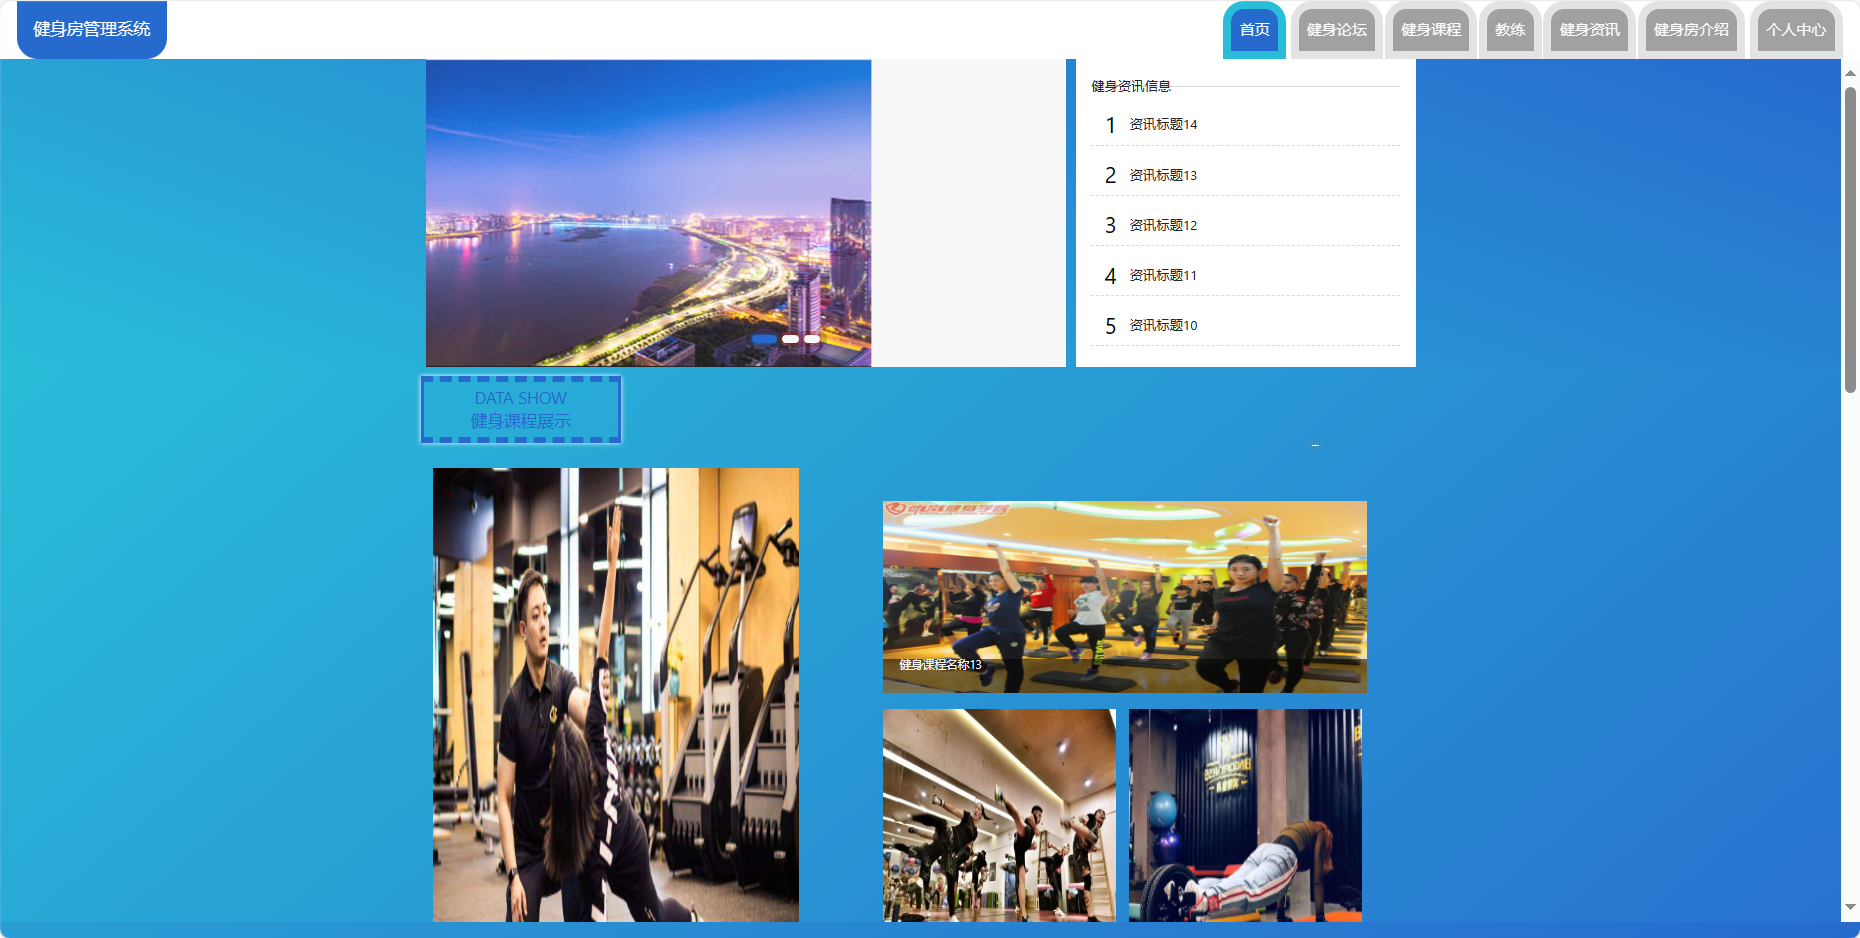 健身房管理系统
首页
健身论坛
健身课程
教练
健身资讯
健身房介绍
个人中心
健身资讯信息
1 资讯标题14
2 资讯标题13
3 资讯标题12
4 资讯标题11
5 资讯标题10
DATA SHOW
健身课程展示
健身课程名称13